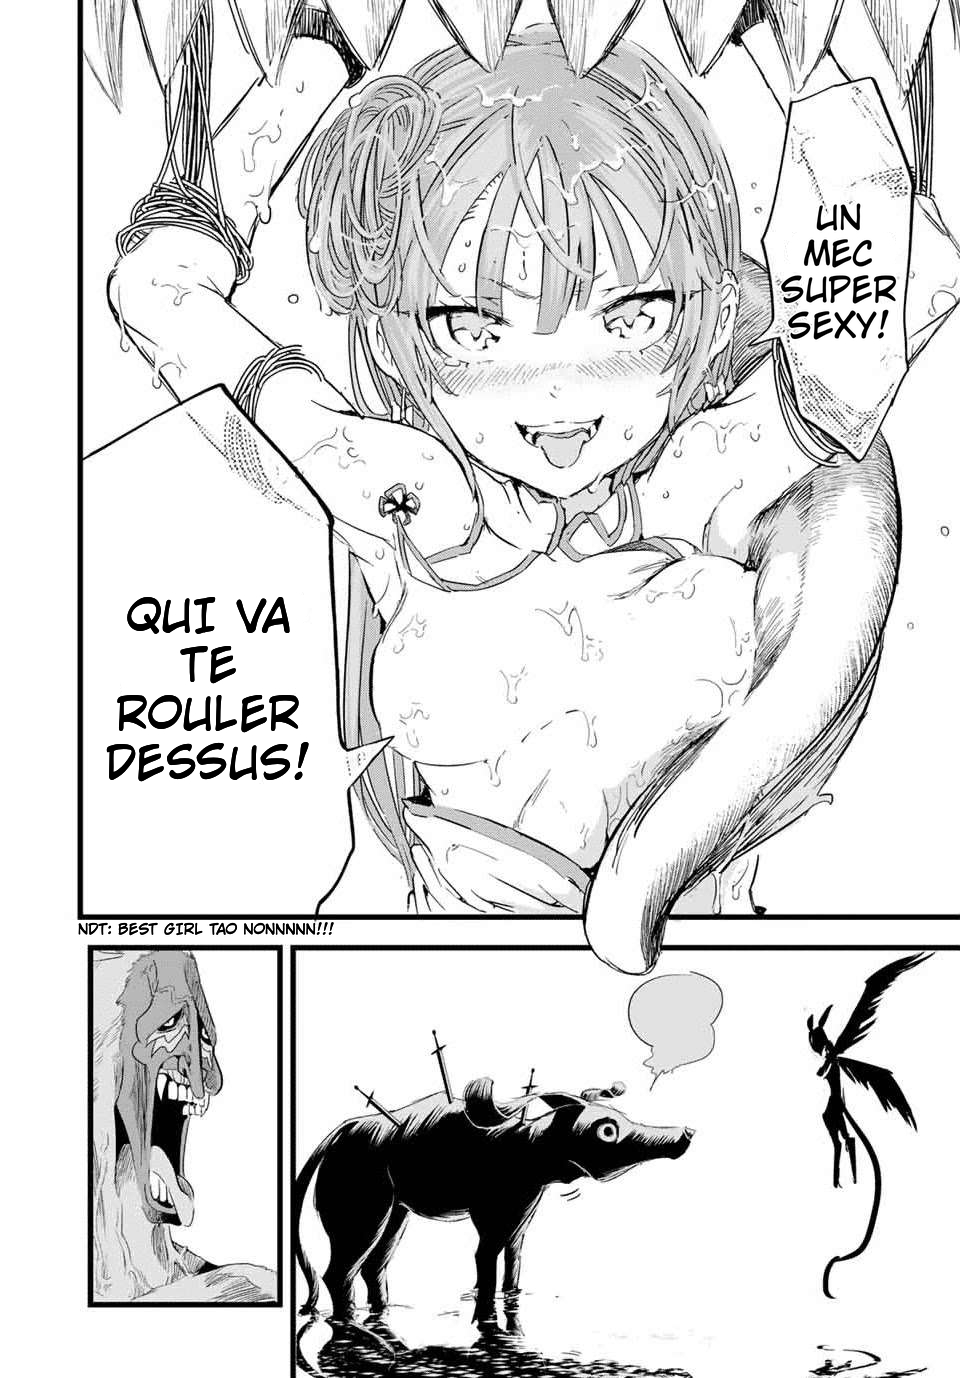 UN
MEC
SUPER
SEXY!
QUI VA
TE
ROULER
DESSUS!
NDT: BEST GIRL TAO NONNNNN!!!